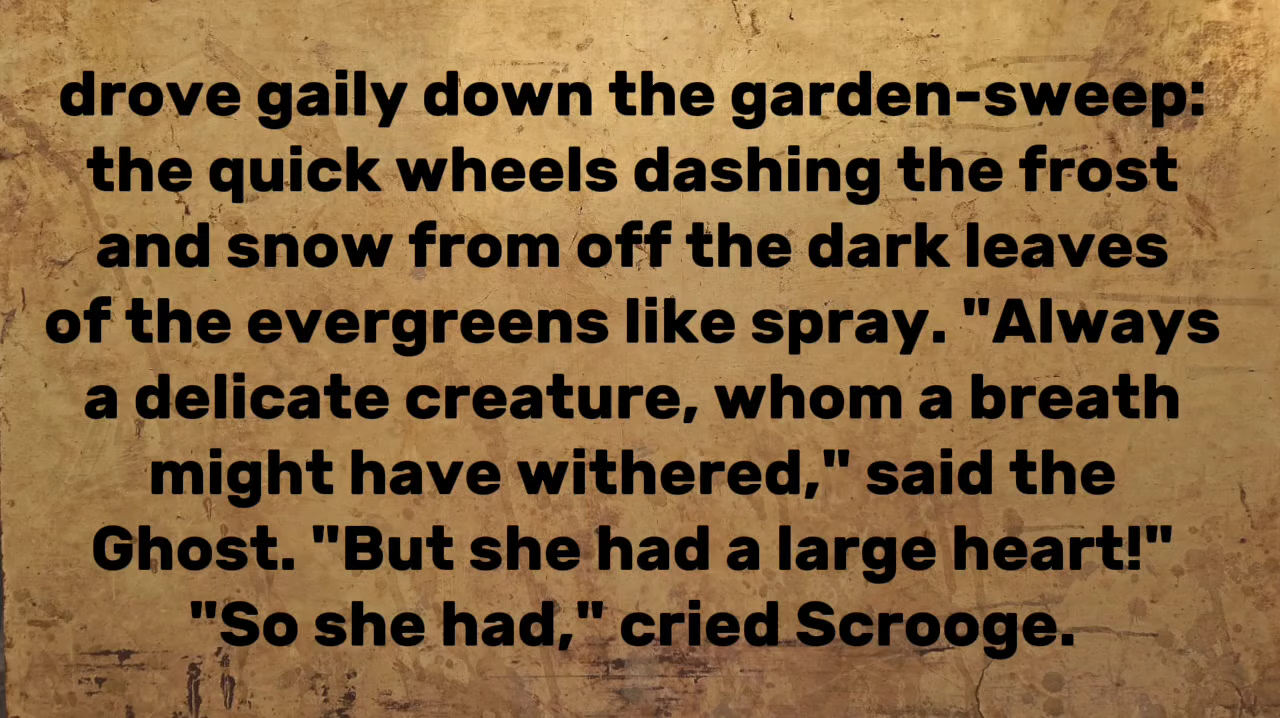 drove gaily down the garden-sweep:
the quick wheels dashing the frost
and snow from off the dark leaves
of the evergreens like spray. "Always
a delicate creature, whom a breath
might have withered," said the
Ghost. "But she had a large heart!"
"So she had," cried Scrooge.